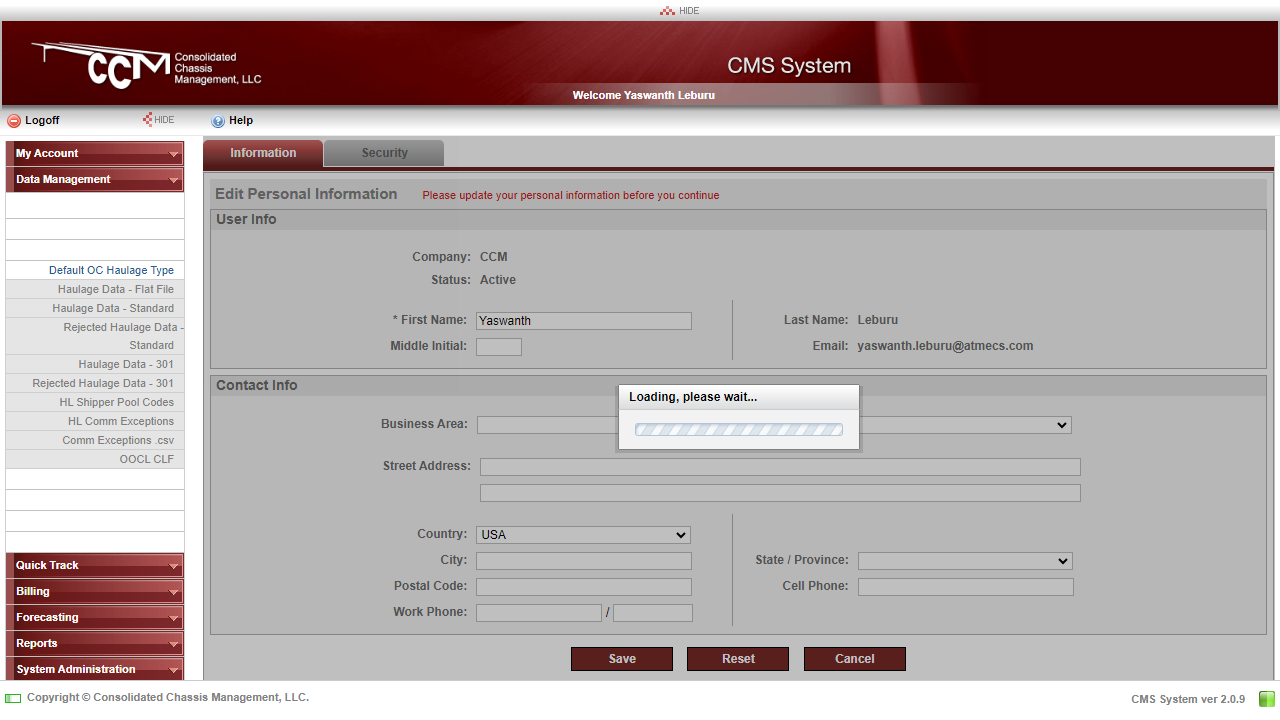 HIDE
CCM
Consolidated
Chassis
Management, LLC
CMS System
Welcome Yaswanth Leburu
Logoff
HIDE
Help
My Account
Data Management
Default OC Haulage Type
Haulage Data - Flat File
Haulage Data - Standard
Rejected Haulage Data -
Standard
Haulage Data - 301
Rejected Haulage Data - 301
HL Shipper Pool Codes
HL Comm Exceptions
Comm Exceptions .csv
OOCL CLF
Quick Track
Billing
Forecasting
Reports
System Administration
Information Security
Edit Personal Information Please update your personal information before you continue
User Info
Company: CCM
Status: Active
* First Name: Yaswanth Last Name: Leburu
Middle Initial: Email: yaswanth.leburu@atmecs.com
Contact Info
Loading, please wait...
Business Area:
Street Address:
Country: USA
City: State / Province:
Postal Code: Cell Phone:
Work Phone: /
Save Reset Cancel
Copyright © Consolidated Chassis Management, LLC. CMS System ver 2.0.9